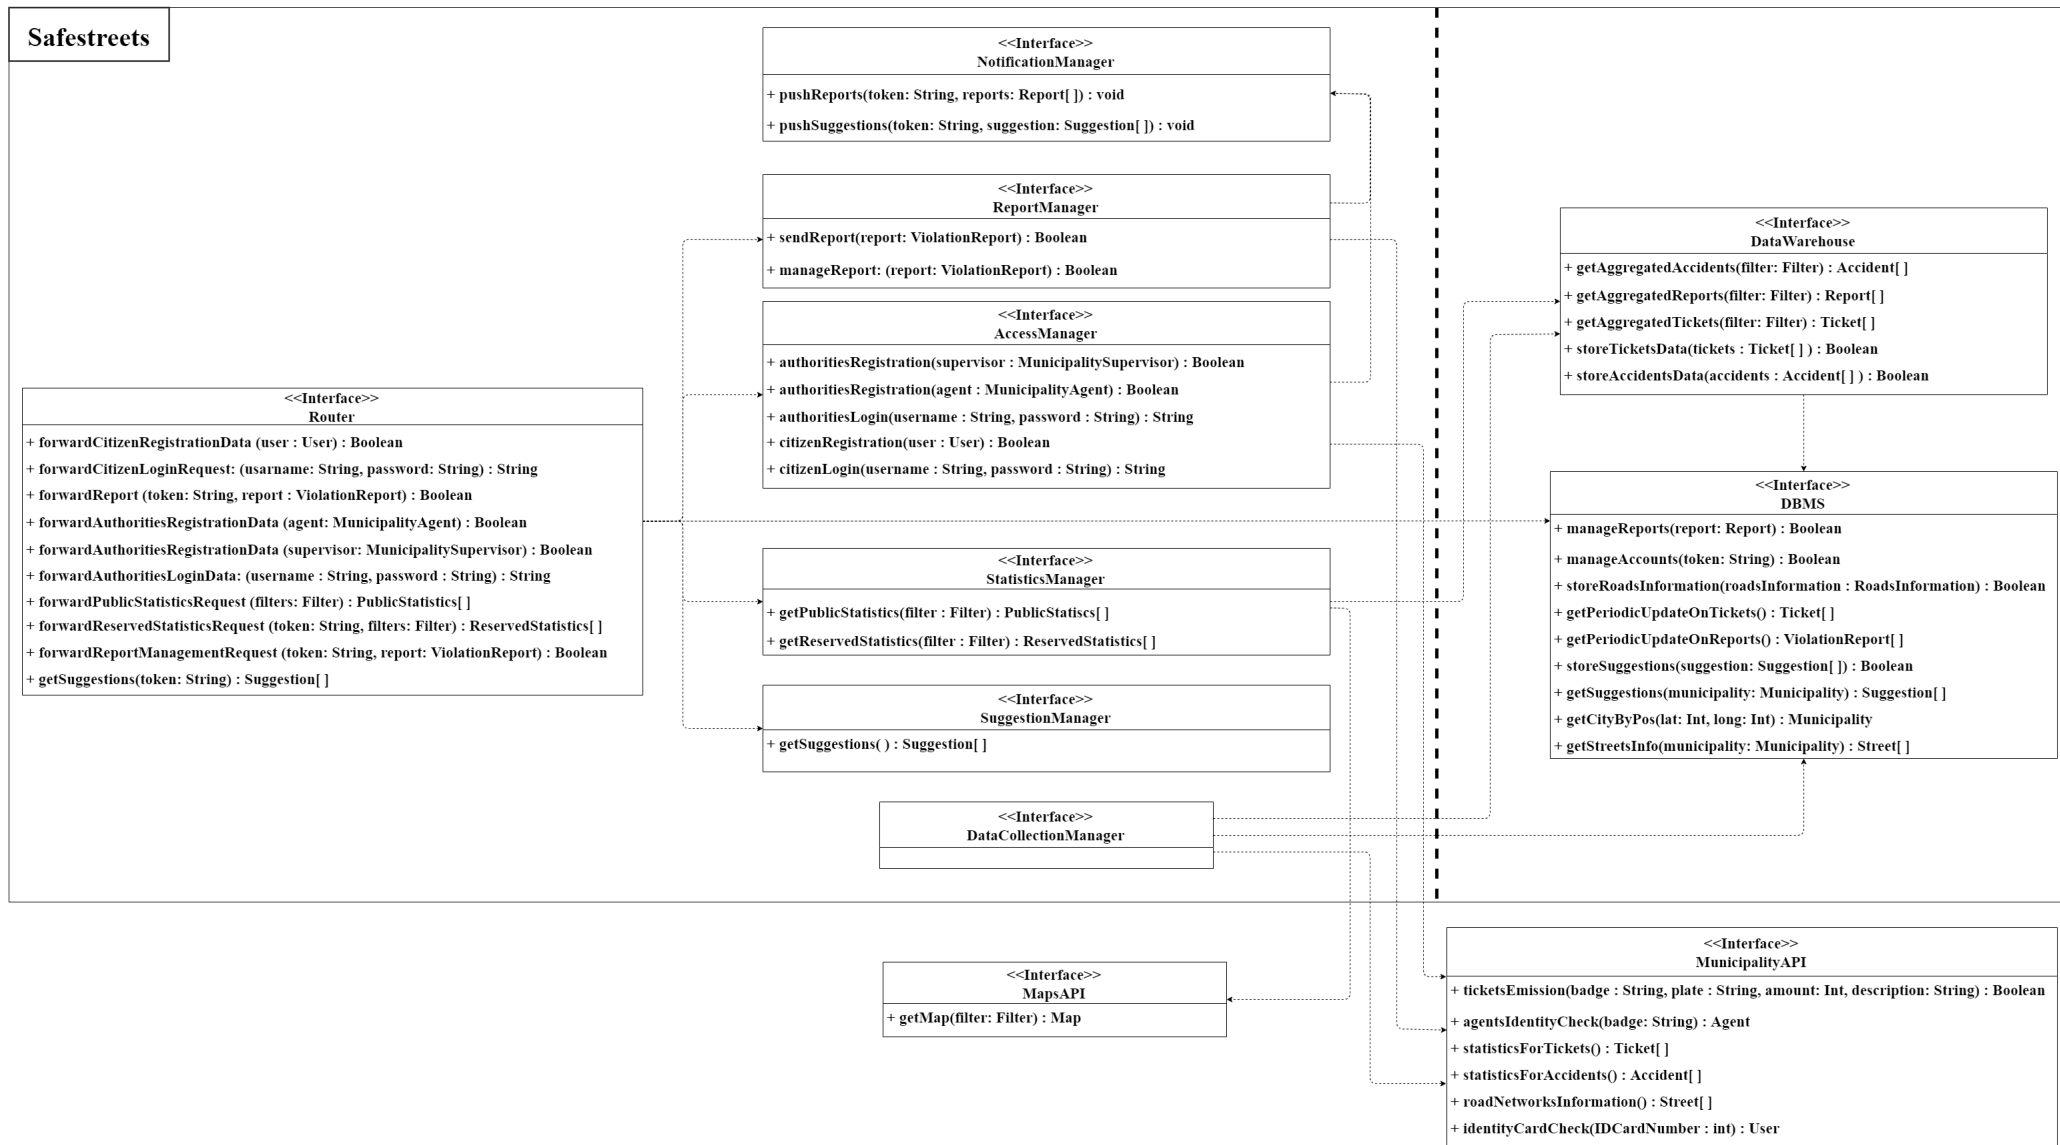 Safestreets
<<Interface>>
NotificationManager
+ pushReports(token: String, reports: Report[ ]) : void
+ pushSuggestions(token: String, suggestion: Suggestion[ ]) : void
<<Interface>>
ReportManager
+ sendReport(report: ViolationReport) : Boolean
+ manageReport: (report: ViolationReport) : Boolean
<<Interface>>
AccessManager
+ authoritiesRegistration(supervisor : MunicipalitySupervisor) : Boolean
+ authoritiesRegistration(agent : MunicipalityAgent) : Boolean
+ authoritiesLogin(username : String, password : String) : String
+ citizenRegistration(user : User) : Boolean
+ citizenLogin(username : String, password : String) : String
<<Interface>>
Router
+ forwardCitizenRegistrationData (user : User) : Boolean
+ forwardCitizenLoginRequest: (usarname: String, password: String) : String
+ forwardReport (token: String, report : ViolationReport) : Boolean
+ forwardAuthoritiesRegistrationData (agent: MunicipalityAgent) : Boolean
+ forwardAuthoritiesRegistrationData (supervisor: MunicipalitySupervisor) : Boolean
+ forwardAuthoritiesLoginData: (username : String, password : String) : String
+ forwardPublicStatisticsRequest (filters: Filter) : PublicStatistics[ ]
+ forwardReservedStatisticsRequest (token: String, filters: Filter) : ReservedStatistics[ ]
+ forwardReportManagementRequest (token: String, report: ViolationReport) : Boolean
+ getSuggestions(token: String) : Suggestion[ ]
<<Interface>>
StatisticsManager
+ getPublicStatistics(filter : Filter) : PublicStatiscs[ ]
+ getReservedStatistics(filter : Filter) : ReservedStatistics[ ]
<<Interface>>
SuggestionManager
+ getSuggestions( ) : Suggestion[ ]
<<Interface>>
DataCollectionManager
<<Interface>>
DataWarehouse
+ getAggregatedAccidents(filter: Filter) : Accident[ ]
+ getAggregatedReports(filter: Filter) : Report[ ]
+ getAggregatedTickets(filter: Filter) : Ticket[ ]
+ storeTicketsData(tickets : Ticket[ ] ) : Boolean
+ storeAccidentsData(accidents : Accident[ ] ) : Boolean
<<Interface>>
DBMS
+ manageReports(report: Report) : Boolean
+ manageAccounts(token: String) : Boolean
+ storeRoadsInformation(roadsInformation : RoadsInformation) : Boolean
+ getPeriodicUpdateOnTickets() : Ticket[ ]
+ getPeriodicUpdateOnReports() : ViolationReport[ ]
+ storeSuggestions(suggestion: Suggestion[ ]) : Boolean
+ getSuggestions(municipality: Municipality) : Suggestion[ ]
+ getCityByPos(lat: Int, long: Int) : Municipality
+ getStreetsInfo(municipality: Municipality) : Street[ ]
<<Interface>>
MapsAPI
+ getMap(filter: Filter) : Map
<<Interface>>
MunicipalityAPI
+ ticketsEmission(badge : String, plate : String, amount: Int, description: String) : Boolean
+ agentsIdentityCheck(badge: String) : Agent
+ statisticsForTickets() : Ticket[ ]
+ statisticsForAccidents() : Accident[ ]
+ roadNetworksInformation() : Street[ ]
+ identityCardCheck(IDCardNumber : int) : User